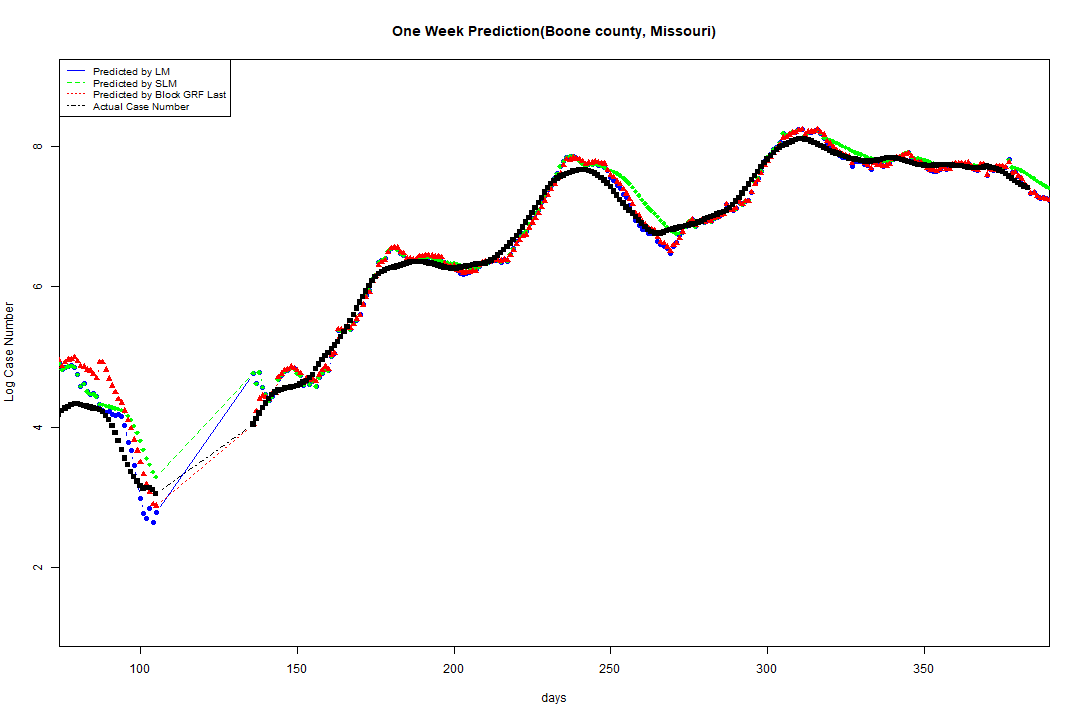 One Week Prediction(Boone county, Missouri)
Predicted by LM
Predicted by SLM
Predicted by Block GRF Last
Actual Case Number
8
6
4
2
Log Case Number
100 150 200 250 300 350
days